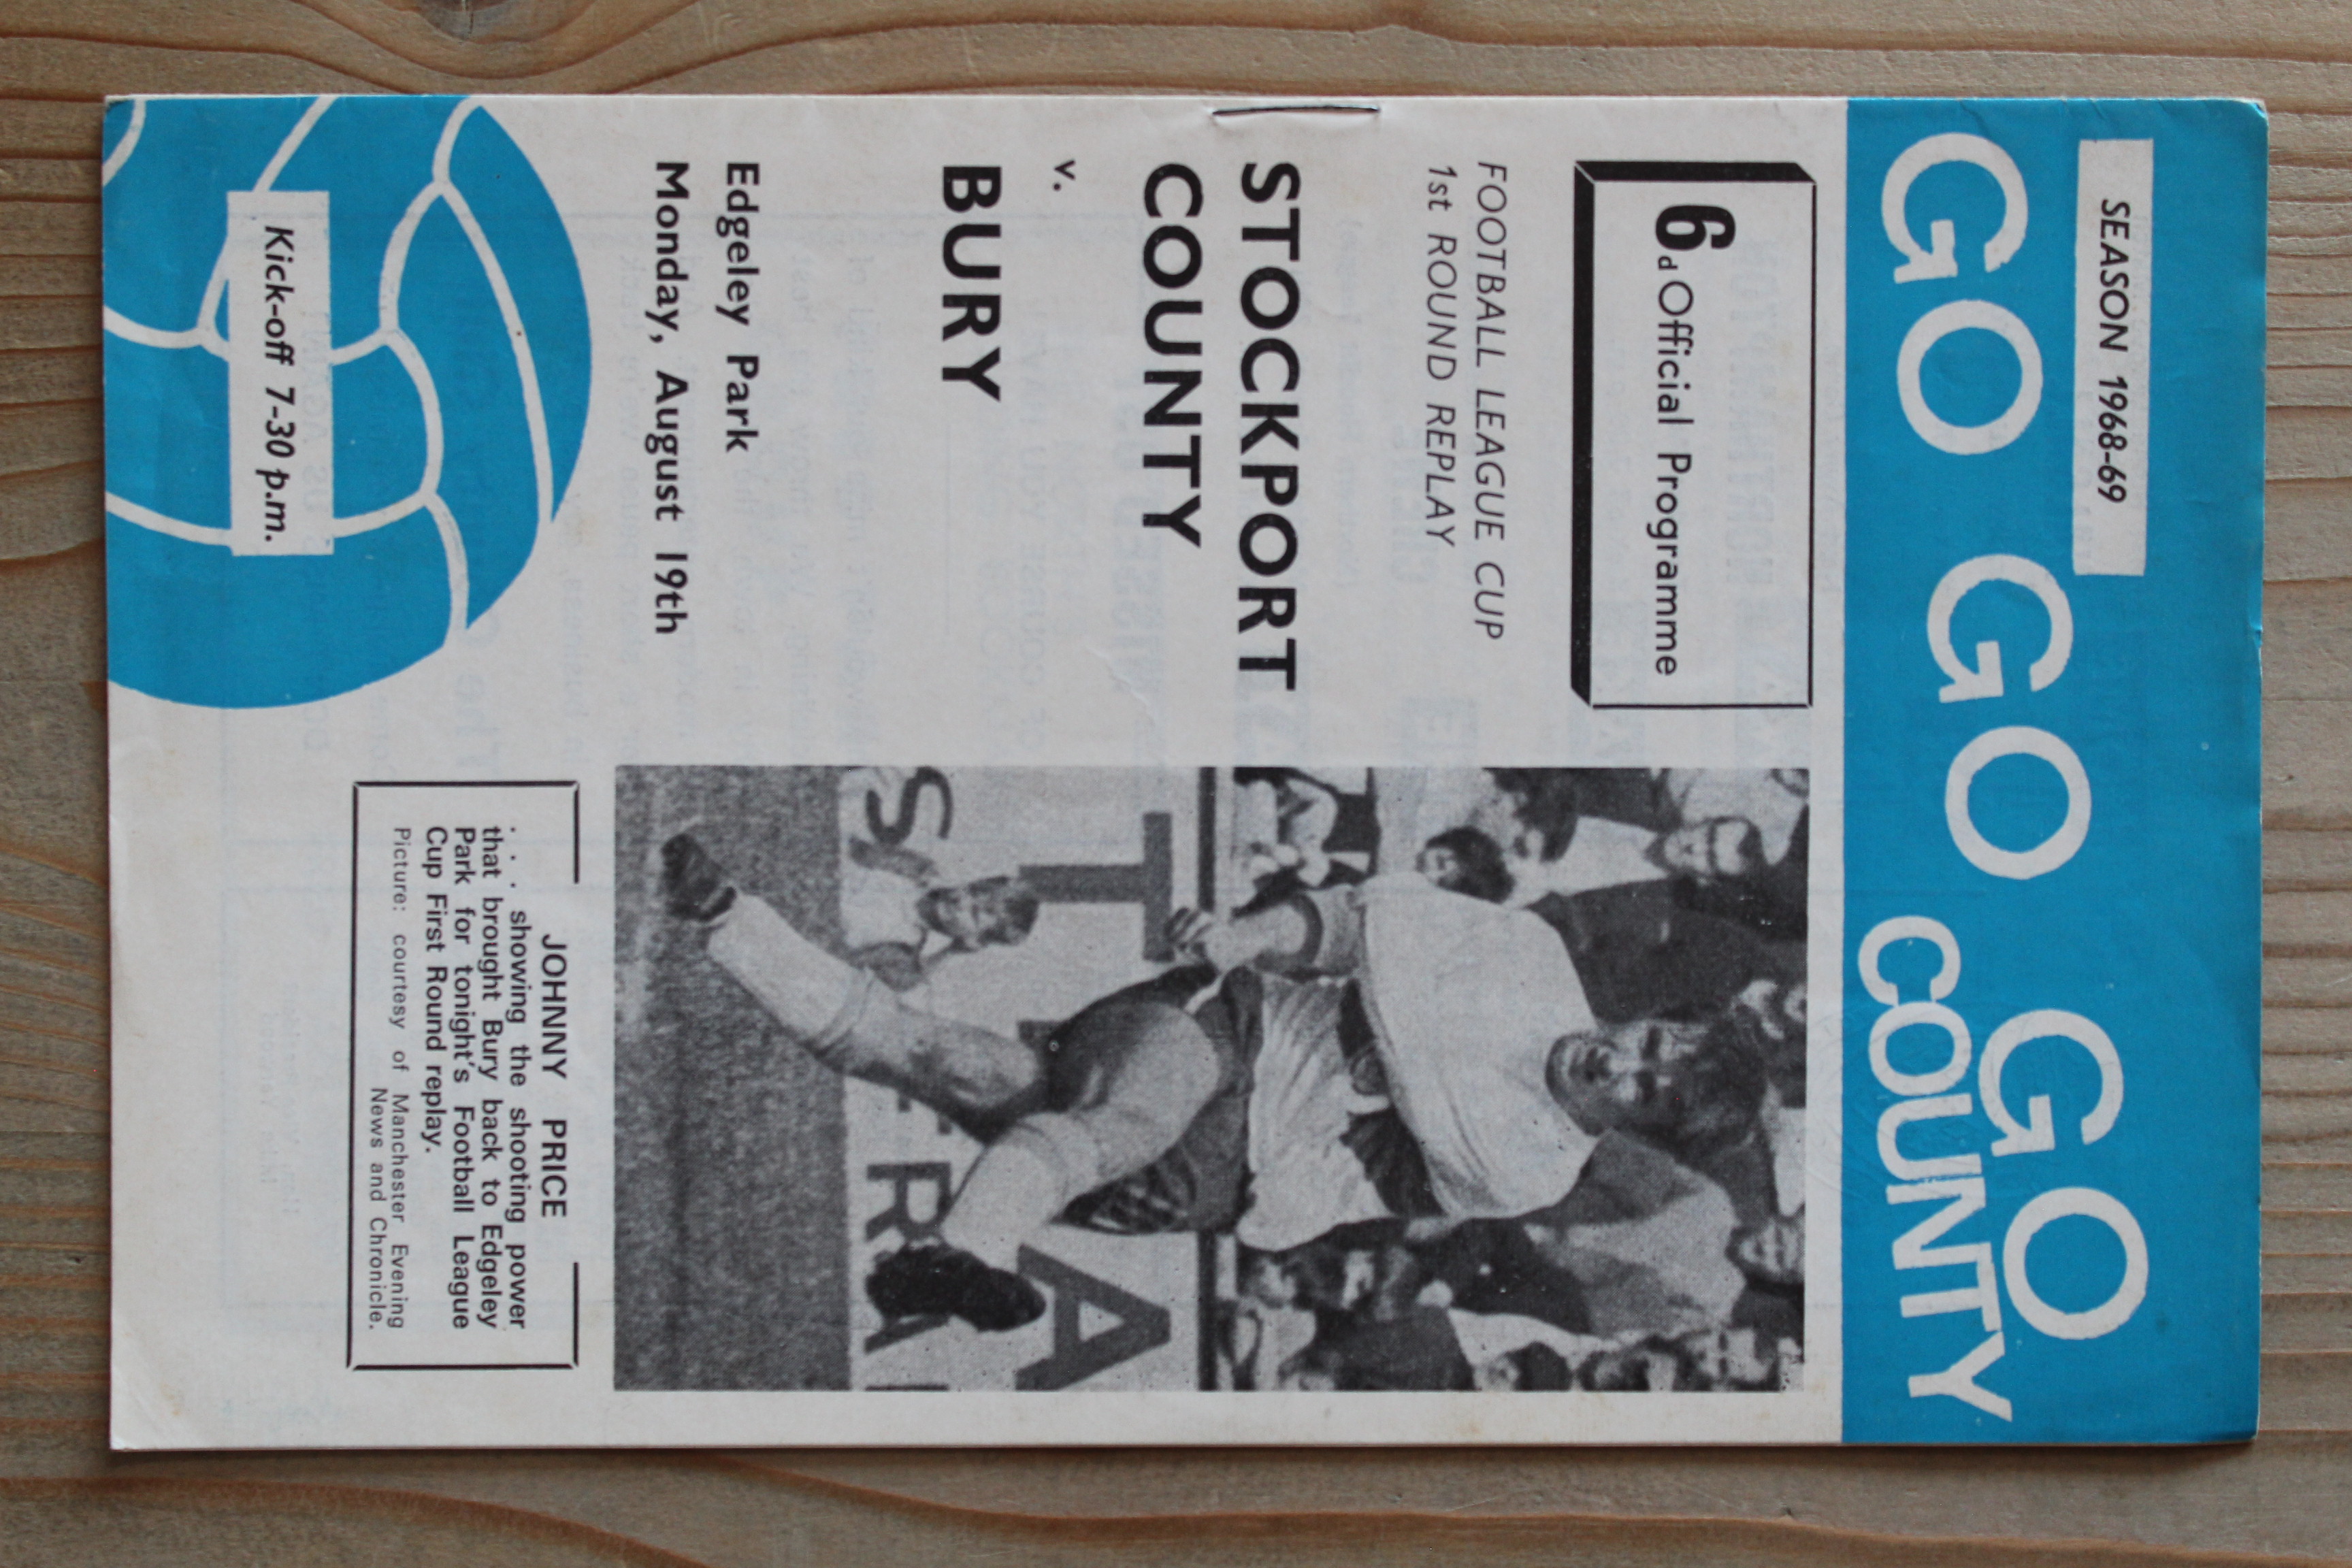 SEASON 1968-69
GO GO GO
COUNTY
6d Official Programme
FOOTBALL LEAGUE CUP
1st ROUND REPLAY
STOCKPORT
COUNTY
v.
BURY
Edgeley Park
Monday, August 19th
Kick-off 7-30 p.m.
JOHNNY PRICE
. . . showing the shooting power
that brought Bury back to Edgeley
Park for tonight's Football League
Cup First Round replay.
Picture: courtesy of Manchester Evening
News and Chronicle.